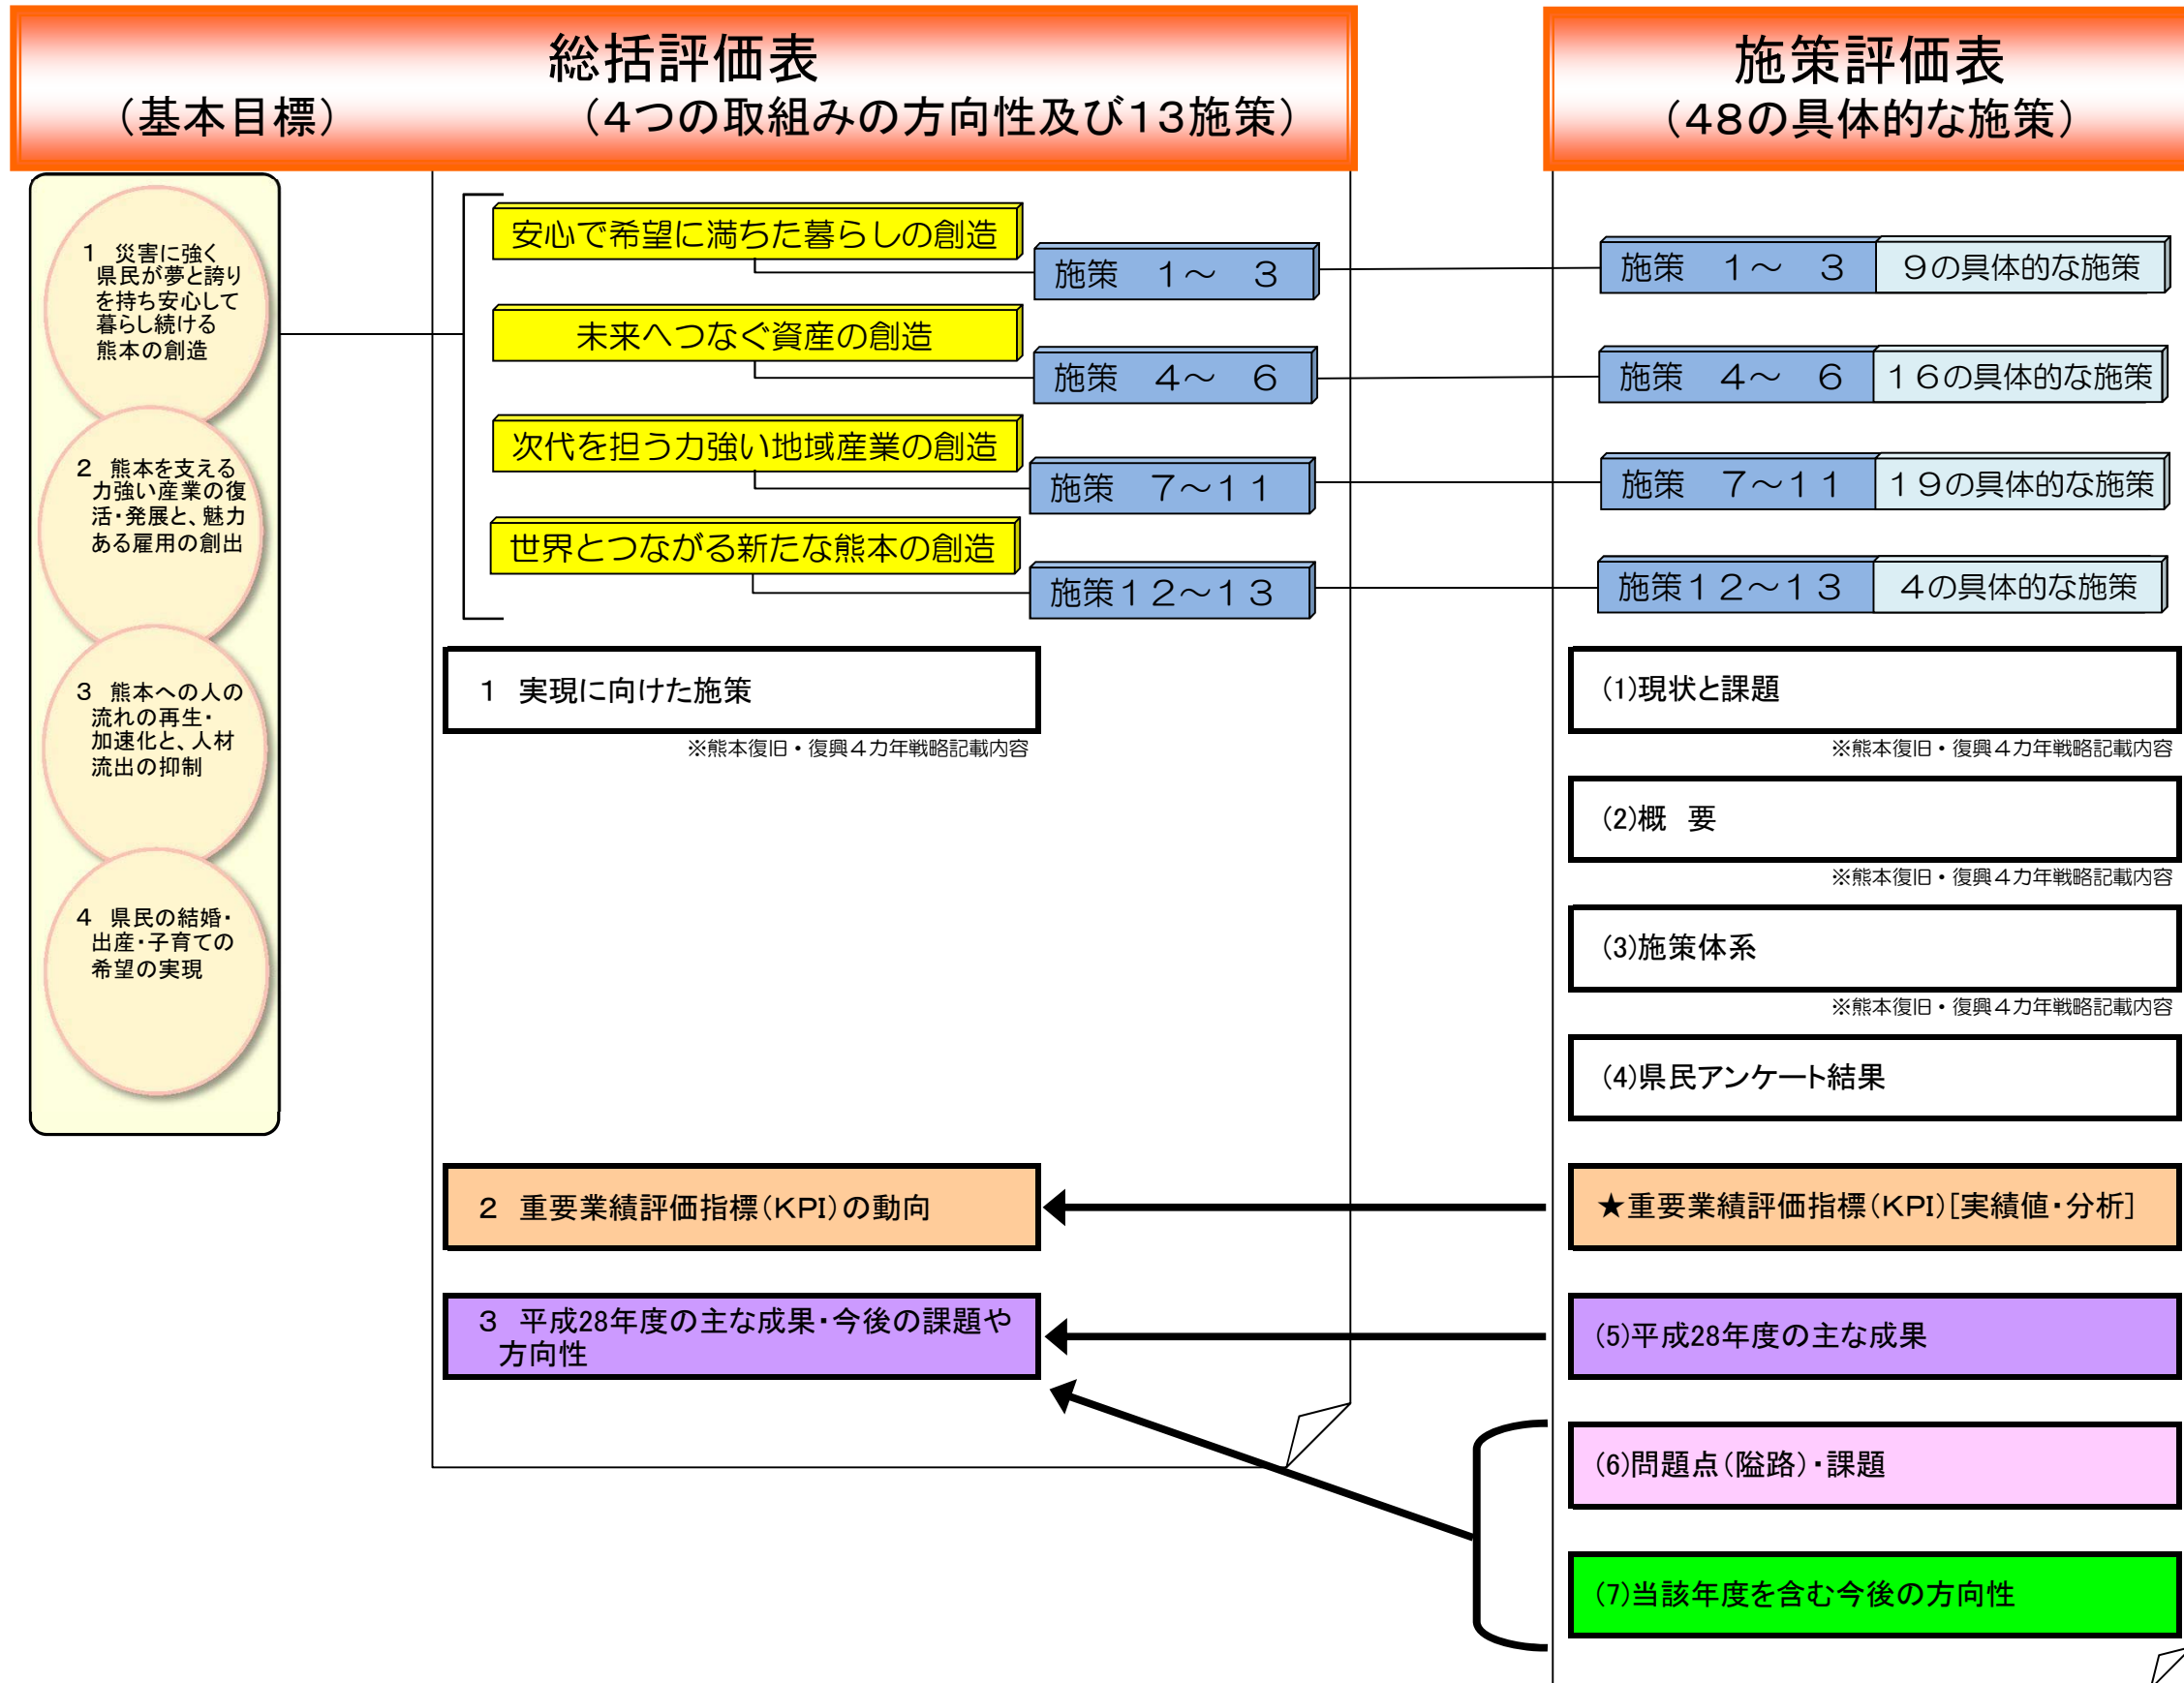 総括評価表
（基本目標）　（4つの取組みの方向性及び13施策）
施策評価表
（48の具体的な施策）
1　災害に強く
県民が夢と誇り
を持ち安心して
暮らし続ける
熊本の創造
2　熊本を支える
力強い産業の復
活・発展と、魅力
ある雇用の創出
3　熊本への人の
流れの再生・
加速化と、人材
流出の抑制
4　県民の結婚・
出産・子育ての
希望の実現
安心で希望に満ちた暮らしの創造
施策　１～　３
未来へつなぐ資産の創造
施策　４～　６
次代を担う力強い地域産業の創造
施策　７～１１
世界とつながる新たな熊本の創造
施策１２～１３
1　実現に向けた施策
※熊本復旧・復興４カ年戦略記載内容
2　重要業績評価指標（KPI）の動向
3　平成28年度の主な成果・今後の課題や
方向性
施策　１～　３　９の具体的な施策
施策　４～　６　１６の具体的な施策
施策　７～１１　１９の具体的な施策
施策１２～１３　４の具体的な施策
(1)現状と課題
※熊本復旧・復興４カ年戦略記載内容
(2)概　要
※熊本復旧・復興４カ年戦略記載内容
(3)施策体系
※熊本復旧・復興４カ年戦略記載内容
(4)県民アンケート結果
★重要業績評価指標（KPI）［実績値・分析］
(5)平成28年度の主な成果
(6)問題点（隘路）・課題
(7)当該年度を含む今後の方向性